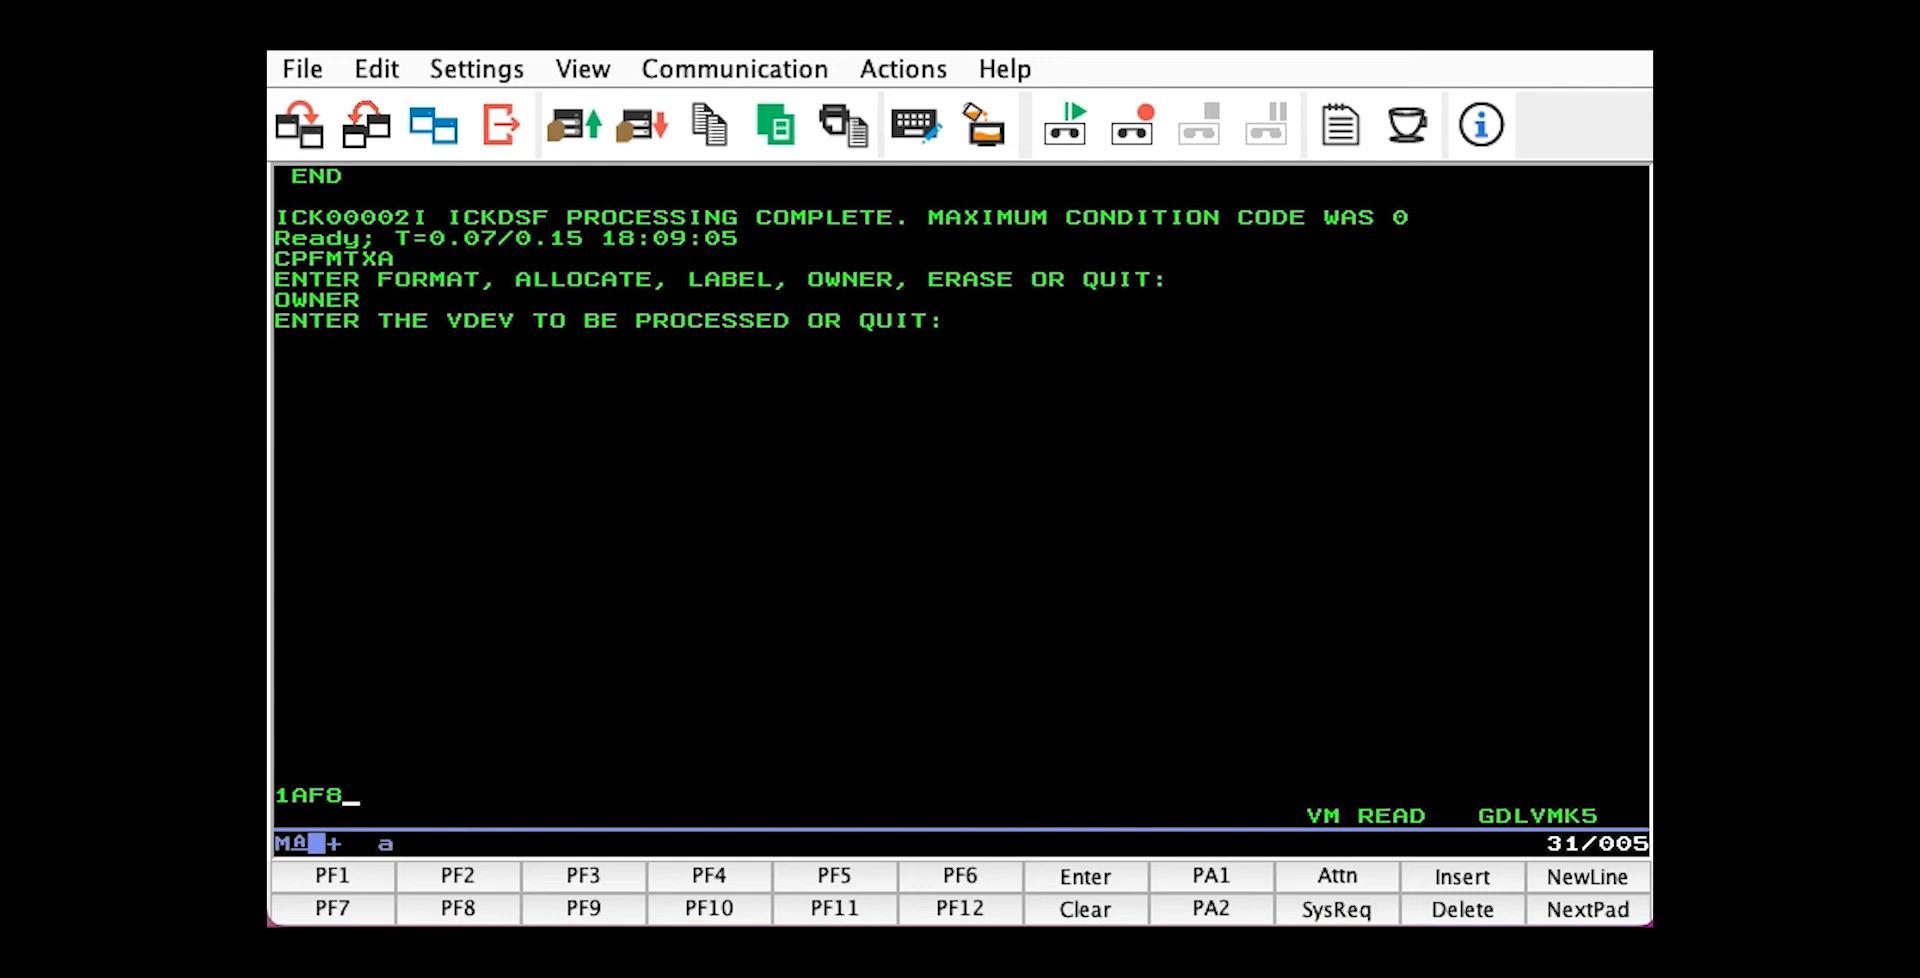 File Edit Settings View Communication Actions Help
END
ICK00002I ICKDSF PROCESSING COMPLETE. MAXIMUM CONDITION CODE WAS 0
Ready; T=0.07/0.15 18:09:05
CPFMTXA
ENTER FORMAT, ALLOCATE, LABEL, OWNER, ERASE OR QUIT:
OWNER
ENTER THE VDEV TO BE PROCESSED OR QUIT:
1AF8_
VM READ GDLVMK5
MA + a 31/005
PF1 PF2 PF3 PF4 PF5 PF6 Enter PA1 Attn Insert NewLine
PF7 PF8 PF9 PF10 PF11 PF12 Clear PA2 SysReq Delete NextPad